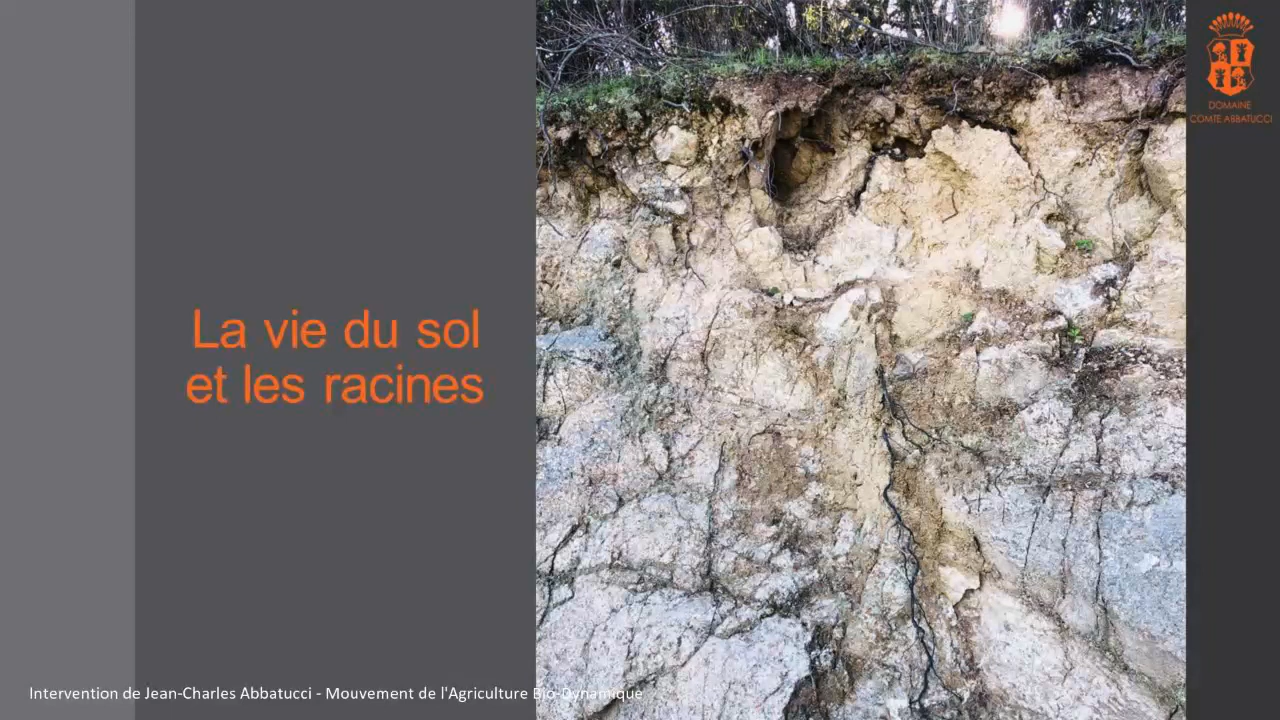 La vie du sol
et les racines
DOMAINE
COMTE ABBATUCCI
Intervention de Jean-Charles Abbatucci - Mouvement de l'Agriculture Bio-Dynamique